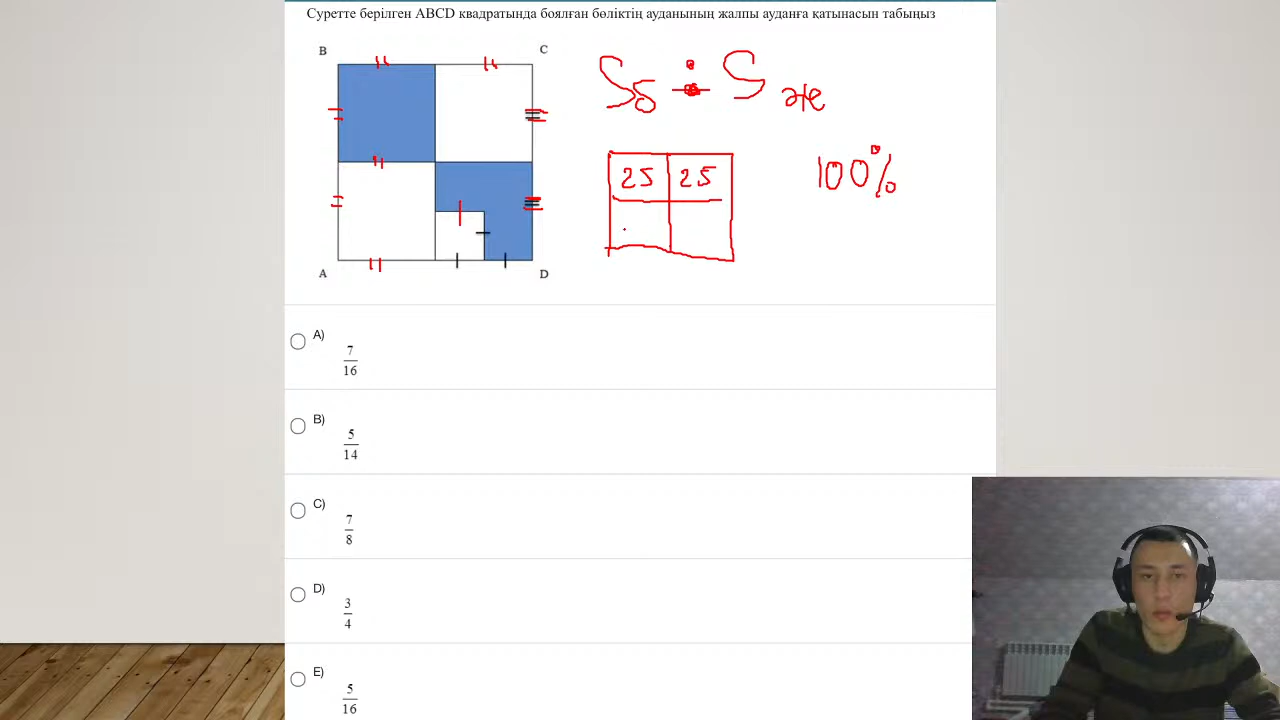 Суретте берілген ABCD квадратында боялған бөліктің ауданының жалпы ауданға қатынасын табыңыз
B
C
A
D
Sб : S же
25 25
100%
A)
7
16
B)
5
14
C)
7
8
D)
3
4
E)
5
16